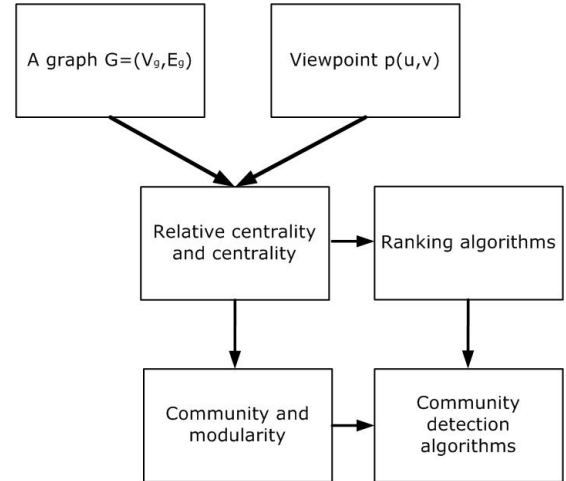 A graph G=(Vg,Eg)
Viewpoint p(u,v)
Relative centrality
and centrality
Ranking algorithms
Community and
modularity
Community
detection
algorithms